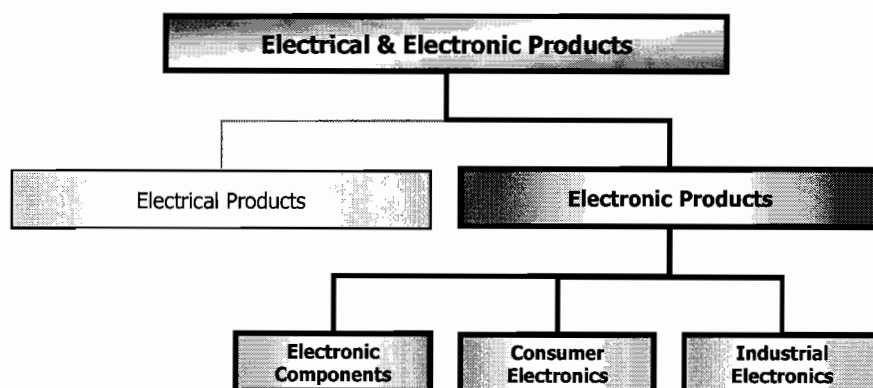 Electrical & Electronic Products
Electrical Products
Electronic Products
Electronic
Components
Consumer
Electronics
Industrial
Electronics